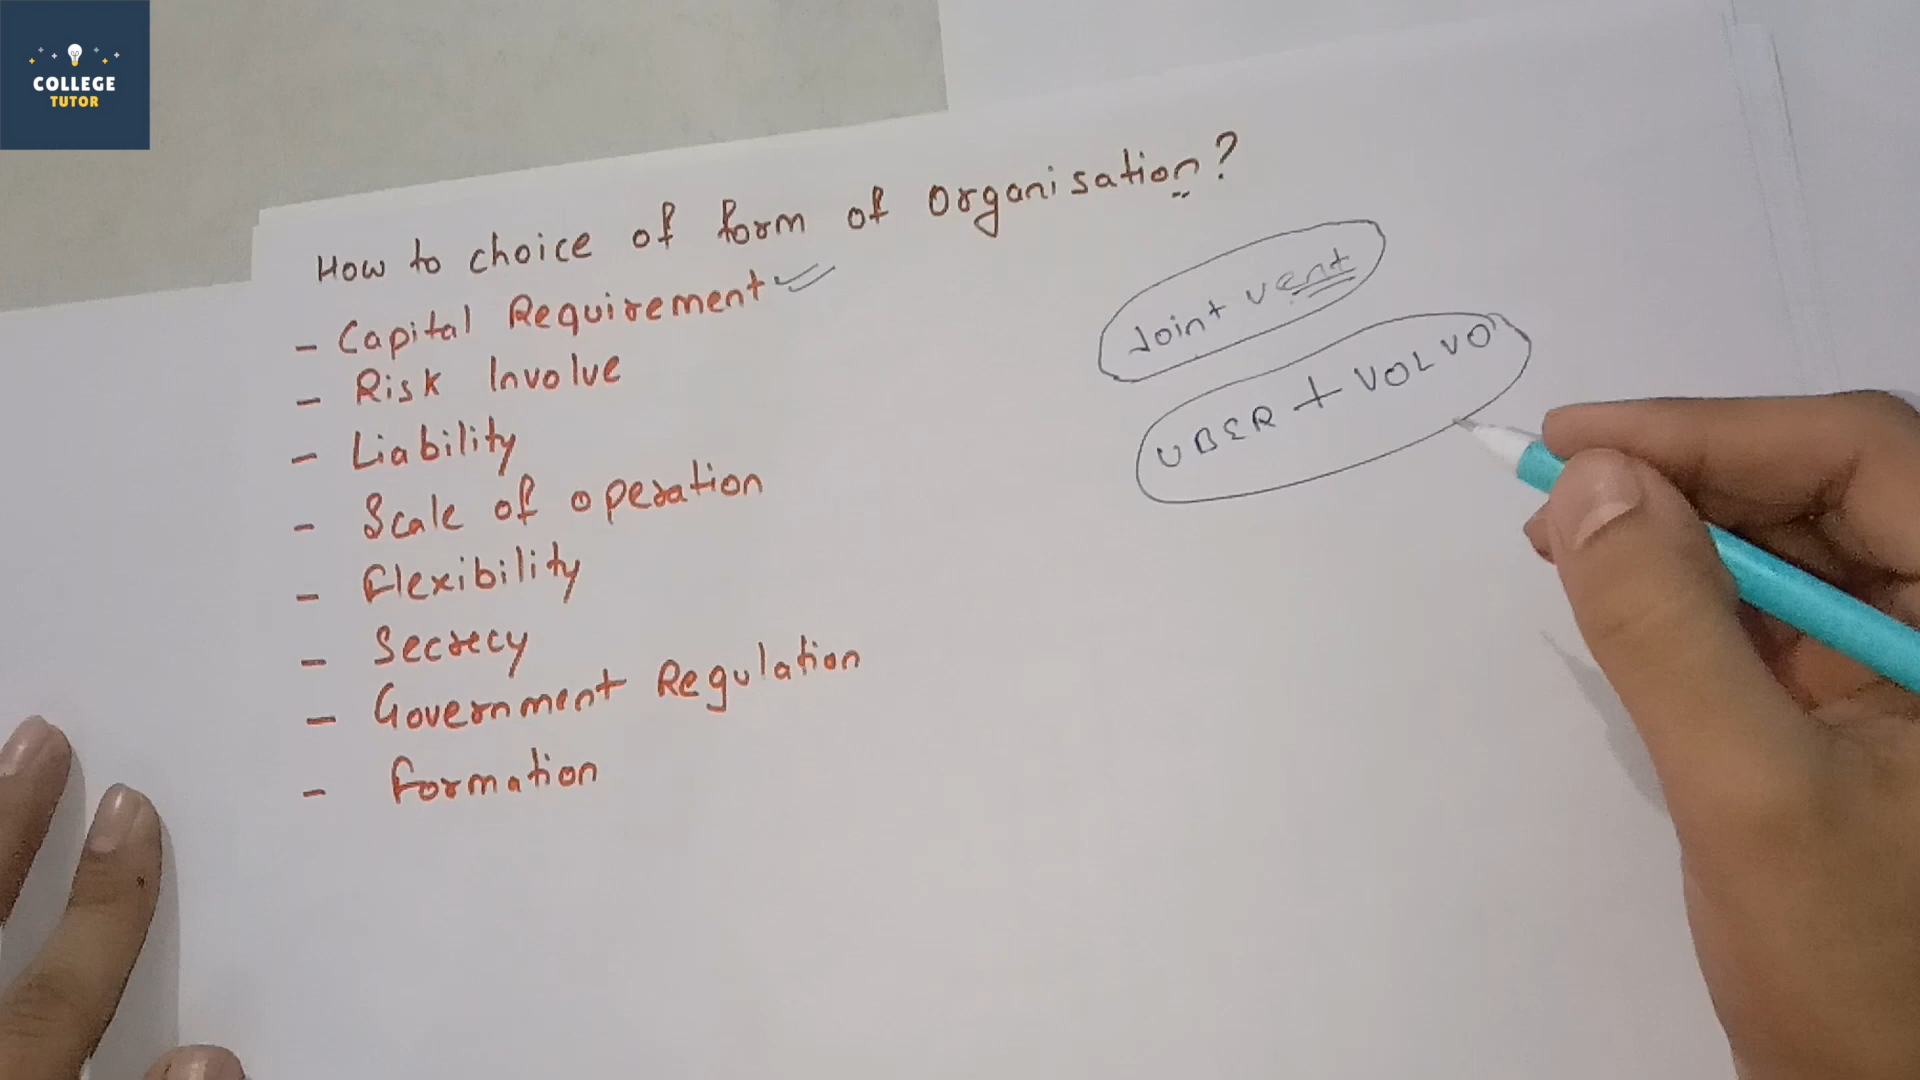 COLLEGE
TUTOR
How to choice of form of organisation?
- Capital Requirement
- Risk Involve
- Liability
- Scale of operation
- Flexibility
- Secrecy
- Government Regulation
- Formation
Joint vent
UBER + VOLVO